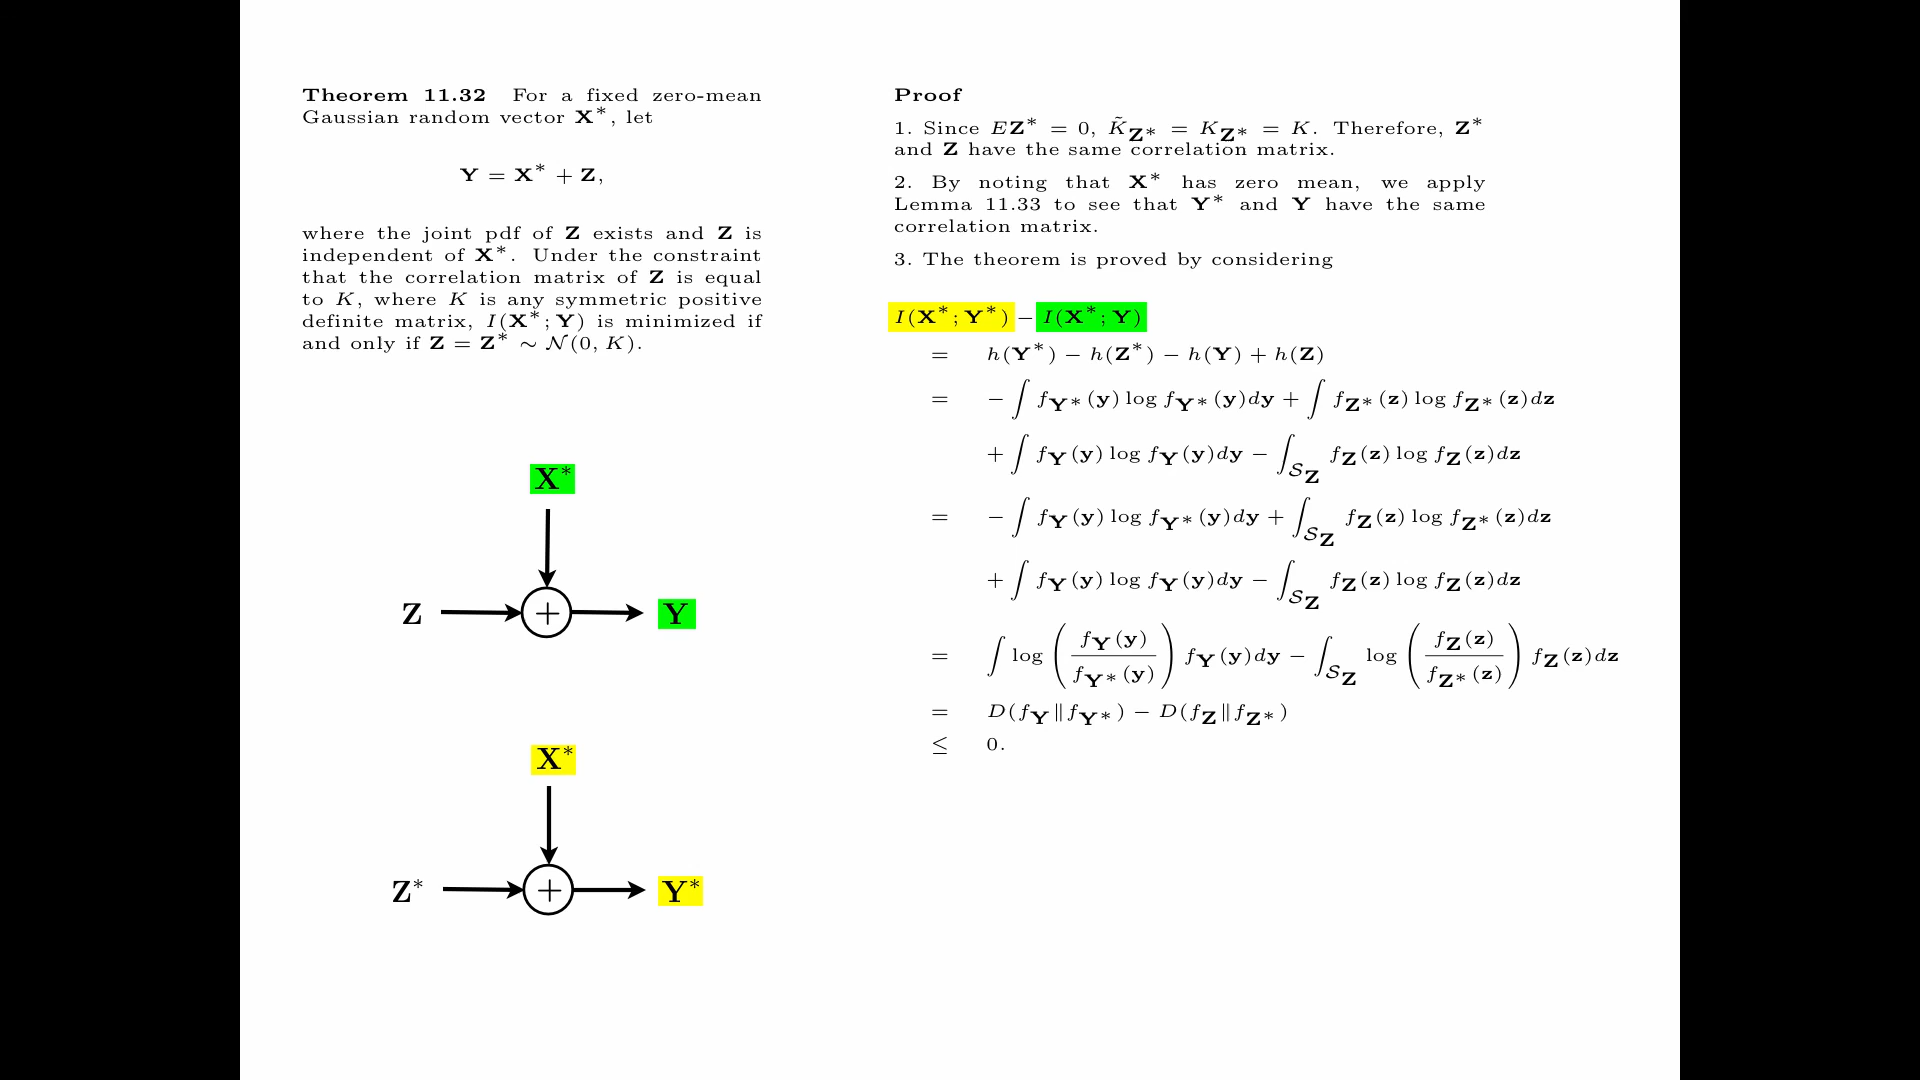 Theorem 11.32 For a fixed zero-mean
Gaussian random vector X*, let
Y = X* + Z,
where the joint pdf of Z exists and Z is
independent of X*. Under the constraint
that the correlation matrix of Z is equal
to K, where K is any symmetric positive
definite matrix, I(X*; Y) is minimized if
and only if Z = Z* ∼ 𝒩(0, K).
X*
Z + Y
X*
Z* + Y*
Proof
1. Since EZ* = 0, K̃_Z* = K_Z* = K. Therefore, Z*
and Z have the same correlation matrix.
2. By noting that X* has zero mean, we apply
Lemma 11.33 to see that Y* and Y have the same
correlation matrix.
3. The theorem is proved by considering
I(X*; Y*) − I(X*; Y)
= h(Y*) − h(Z*) − h(Y) + h(Z)
= − ∫ f_Y*(y) log f_Y*(y)dy + ∫ f_Z*(z) log f_Z*(z)dz
+ ∫ f_Y(y) log f_Y(y)dy − ∫_{𝒮_Z} f_Z(z) log f_Z(z)dz
= − ∫ f_Y(y) log f_Y*(y)dy + ∫_{𝒮_Z} f_Z(z) log f_Z*(z)dz
+ ∫ f_Y(y) log f_Y(y)dy − ∫_{𝒮_Z} f_Z(z) log f_Z(z)dz
= ∫ log (f_Y(y) / f_Y*(y)) f_Y(y)dy − ∫_{𝒮_Z} log (f_Z(z) / f_Z*(z)) f_Z(z)dz
= D(f_Y‖f_Y*) − D(f_Z‖f_Z*)
≤ 0.